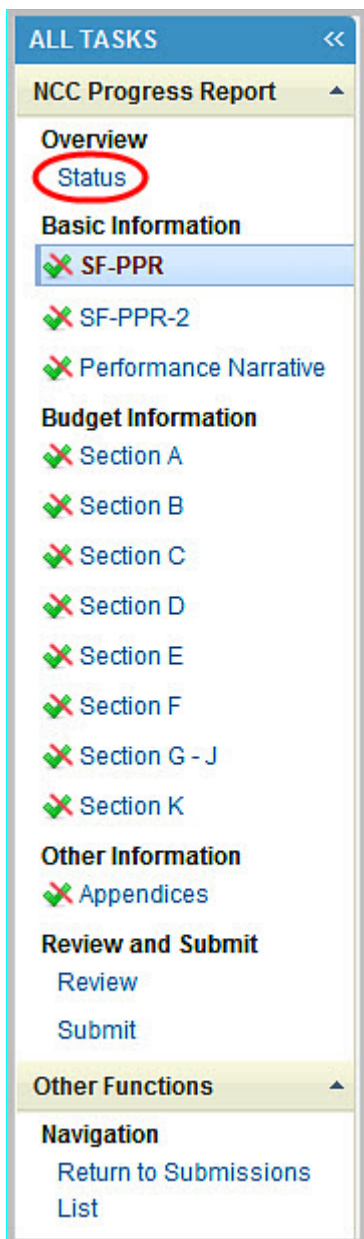 ALL TASKS «
NCC Progress Report
Overview
Status
Basic Information
SF-PPR
SF-PPR-2
Performance Narrative
Budget Information
Section A
Section B
Section C
Section D
Section E
Section F
Section G - J
Section K
Other Information
Appendices
Review and Submit
Review
Submit
Other Functions
Navigation
Return to Submissions
List